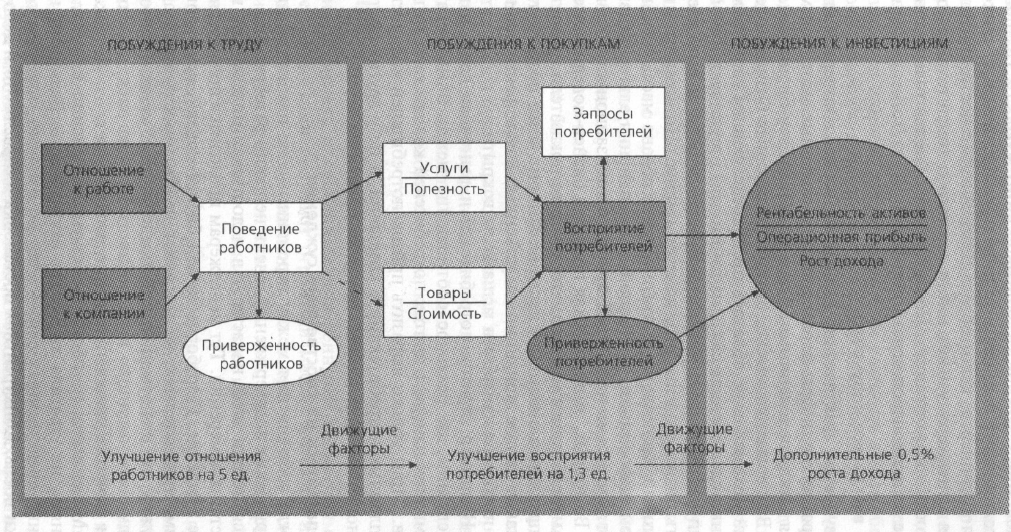 ПОБУЖДЕНИЯ К ТРУДУ
ПОБУЖДЕНИЯ К ПОКУПКАМ
ПОБУЖДЕНИЯ К ИНВЕСТИЦИЯМ
Отношение
к работе
Отношение
к компании
Поведение
работников
Приверженность
работников
Услуги
Полезность
Товары
Стоимость
Запросы
потребителей
Восприятие
потребителей
Приверженность
потребителей
Рентабельность активов
Операционная прибыль
Рост дохода
Улучшение отношения
работников на 5 ед.
Движущие
факторы
Улучшение восприятия
потребителей на 1,3 ед.
Движущие
факторы
Дополнительные 0,5%
роста дохода